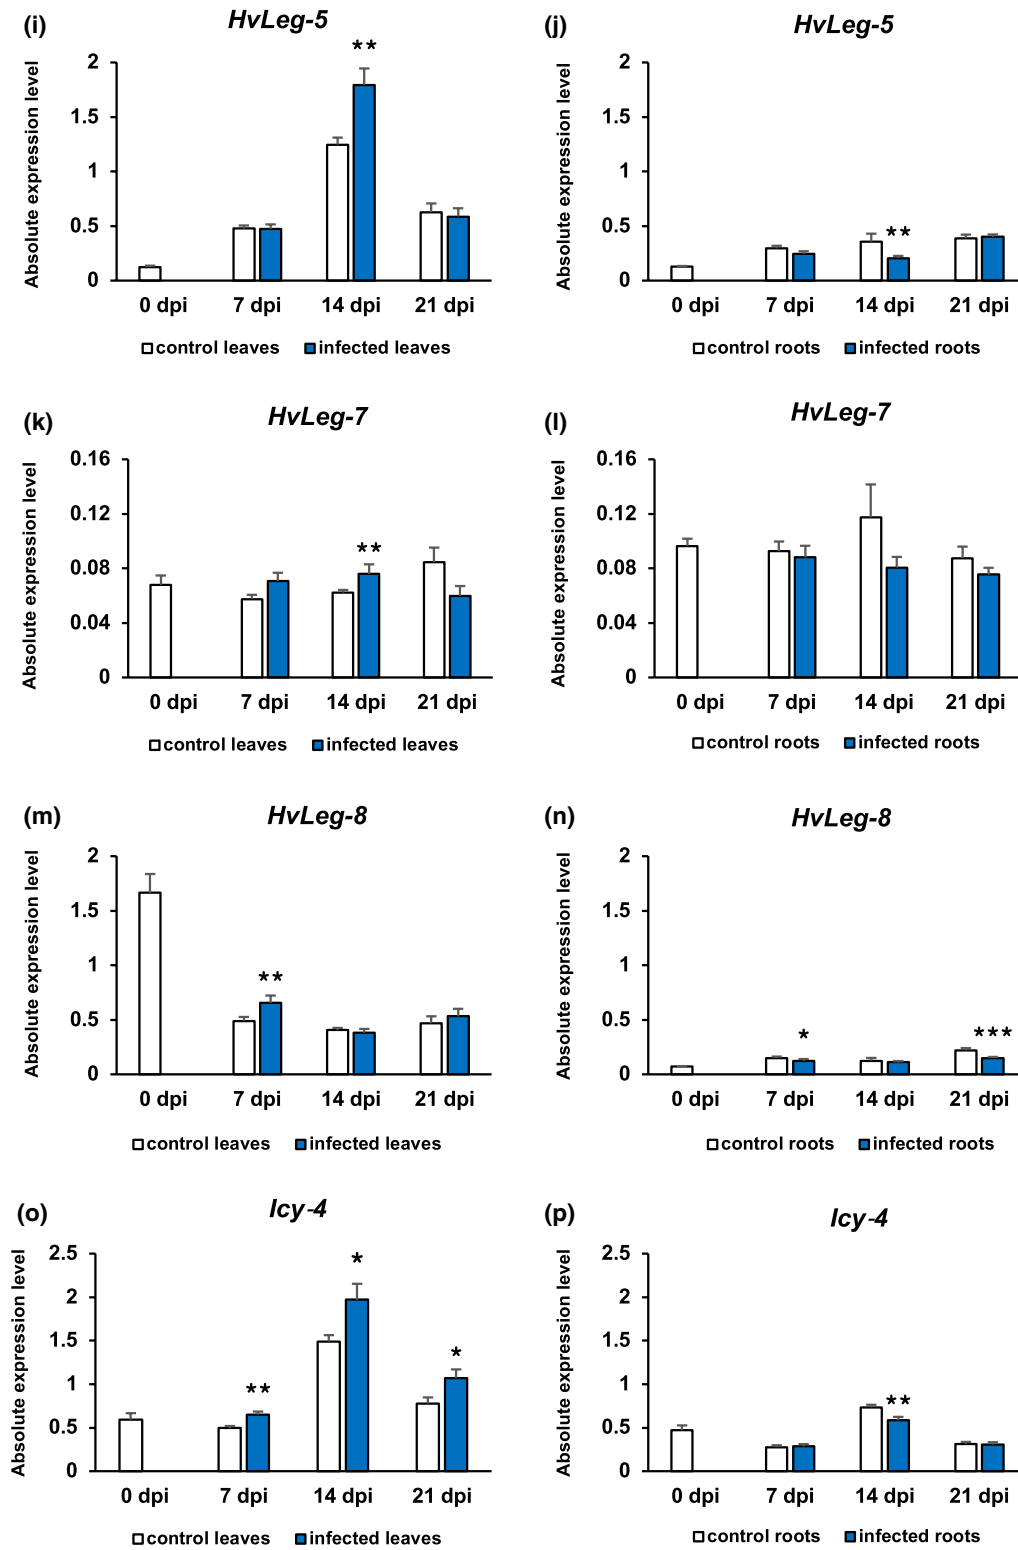 (i)
HvLeg-5
Absolute expression level
2
1.5
1
0.5
0
**
0 dpi 7 dpi 14 dpi 21 dpi
control leaves infected leaves
(j)
HvLeg-5
Absolute expression level
2
1.5
1
0.5
0
**
0 dpi 7 dpi 14 dpi 21 dpi
control roots infected roots
(k)
HvLeg-7
Absolute expression level
0.16
0.12
0.08
0.04
0
**
0 dpi 7 dpi 14 dpi 21 dpi
control leaves infected leaves
(l)
HvLeg-7
Absolute expression level
0.16
0.12
0.08
0.04
0
0 dpi 7 dpi 14 dpi 21 dpi
control roots infected roots
(m)
HvLeg-8
Absolute expression level
2
1.5
1
0.5
0
**
0 dpi 7 dpi 14 dpi 21 dpi
control leaves infected leaves
(n)
HvLeg-8
Absolute expression level
2
1.5
1
0.5
0
* ***
0 dpi 7 dpi 14 dpi 21 dpi
control roots infected roots
(o)
Icy-4
Absolute expression level
2.5
2
1.5
1
0.5
0
** * *
0 dpi 7 dpi 14 dpi 21 dpi
control leaves infected leaves
(p)
Icy-4
Absolute expression level
2.5
2
1.5
1
0.5
0
**
0 dpi 7 dpi 14 dpi 21 dpi
control roots infected roots